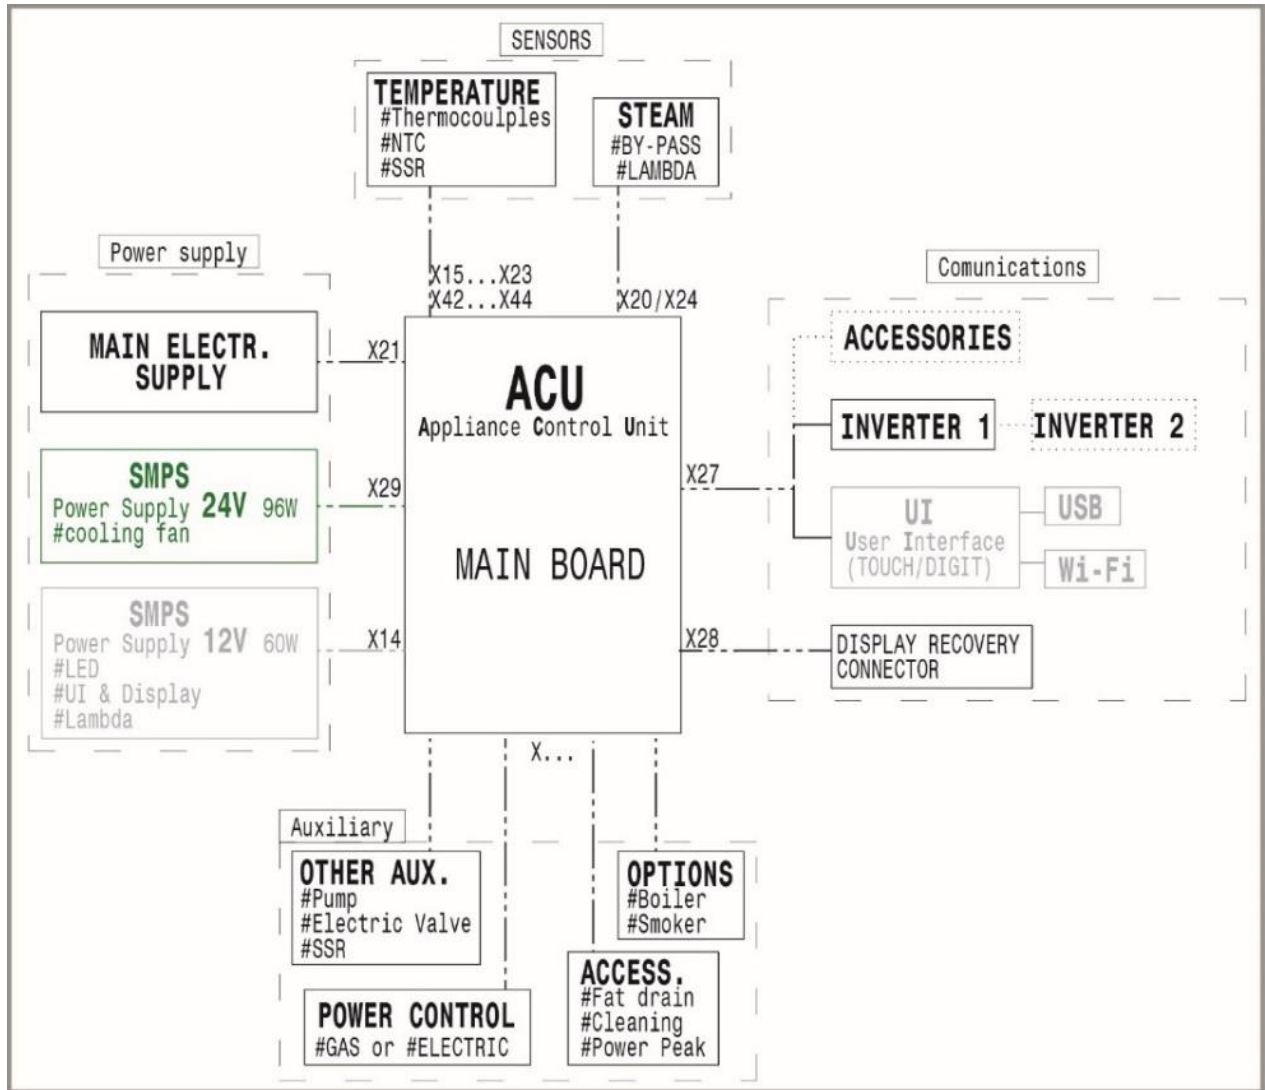 SENSORS
TEMPERATURE
#Thermocoulples
#NTC
#SSR
STEAM
#BY-PASS
#LAMBDA
X15...X23
X42...X44
X20/X24
Power supply
MAIN ELECTR.
SUPPLY
X21
SMPS
Power Supply 24V 96W
#cooling fan
X29
SMPS
Power Supply 12V 60W
#LED
#UI & Display
#Lambda
X14
ACU
Appliance Control Unit
MAIN BOARD
Comunications
ACCESSORIES
INVERTER 1
INVERTER 2
X27
UI
User Interface
(TOUCH/DIGIT)
USB
Wi-Fi
X28
DISPLAY RECOVERY
CONNECTOR
X...
Auxiliary
OTHER AUX.
#Pump
#Electric Valve
#SSR
OPTIONS
#Boiler
#Smoker
POWER CONTROL
#GAS or #ELECTRIC
ACCESS.
#Fat drain
#Cleaning
#Power Peak